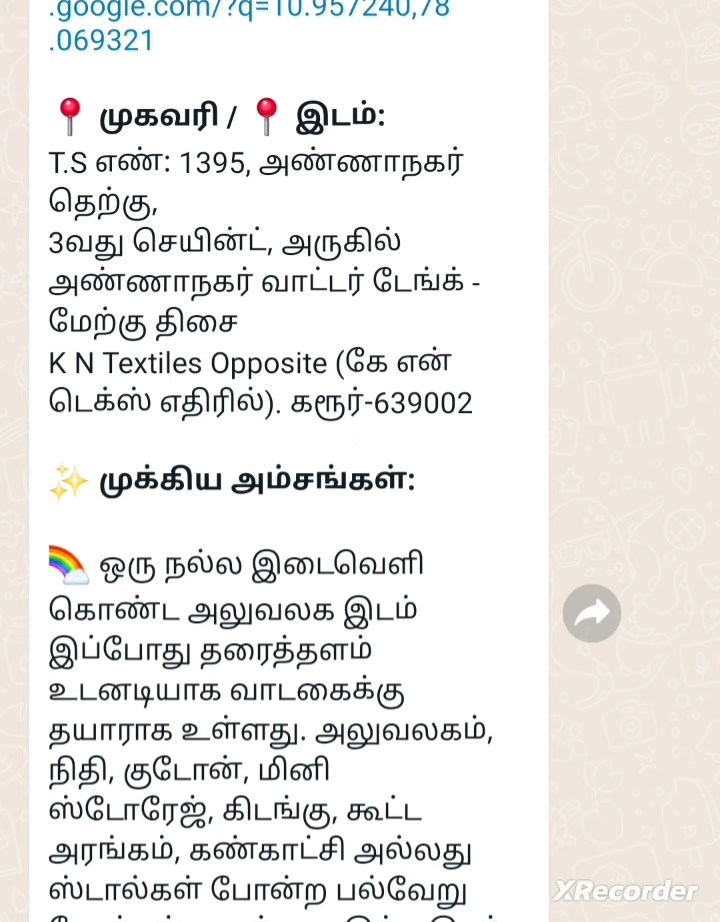 .google.com/?q=10.957240,78
.069321
📍 முகவரி / 📍 இடம்:
T.S எண்: 1395, அண்ணாநகர்
தெற்கு,
3வது செயின்ட், அருகில்
அண்ணாநகர் வாட்டர் டேங்க் -
மேற்கு திசை
K N Textiles Opposite (கே என்
டெக்ஸ் எதிரில்). கரூர்-639002
✨ முக்கிய அம்சங்கள்:
🌈 ஒரு நல்ல இடைவெளி
கொண்ட அலுவலக இடம்
இப்போது தரைத்தளம்
உடனடியாக வாடகைக்கு
தயாராக உள்ளது. அலுவலகம்,
நிதி, குடோன், மினி
ஸ்டோரேஜ், கிடங்கு, கூட்ட
அரங்கம், கண்காட்சி அல்லது
ஸ்டால்கள் போன்ற பல்வேறு
XRecorder